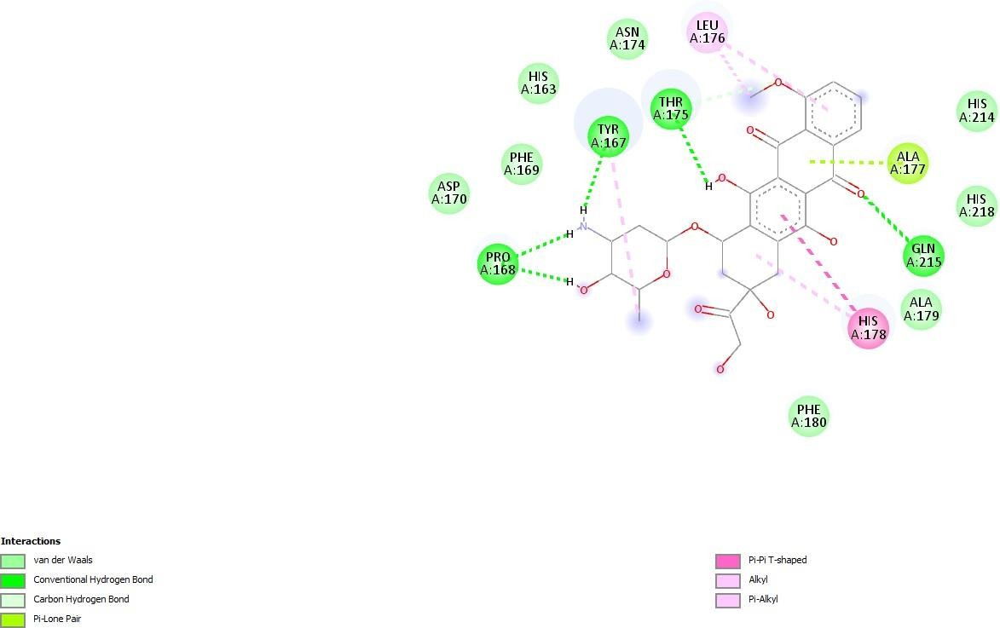 LEU
A:176
ASN
A:174
HIS
A:163
THR
A:175
O
HIS
A:214
TYR
A:167
O
PHE
A:169
ALA
A:177
ASP
A:170
H O
O
HIS
A:218
H
H N
O
O
GLN
A:215
PRO
A:168
O
H O
O
O
ALA
A:179
HIS
A:178
O
PHE
A:180
Interactions
van der Waals
Conventional Hydrogen Bond
Carbon Hydrogen Bond
Pi-Lone Pair
Pi-Pi T-shaped
Alkyl
Pi-Alkyl